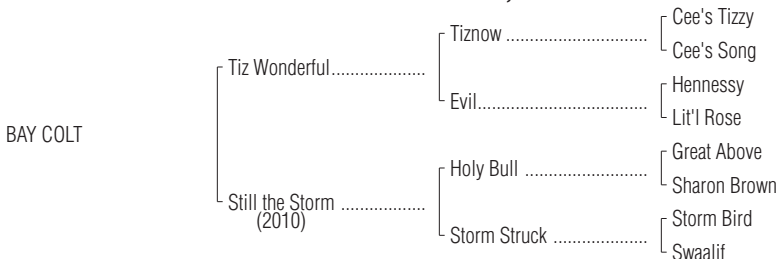 Cee's Tizzy
Tiznow ..................................
Cee's Song
Tiz Wonderful.....................
Hennessy
Evil.........................................
Lit'l Rose
BAY COLT
Great Above
Holy Bull .............................
Sharon Brown
Still the Storm ...................
(2010)
Storm Bird
Storm Struck ......................
Swaalif